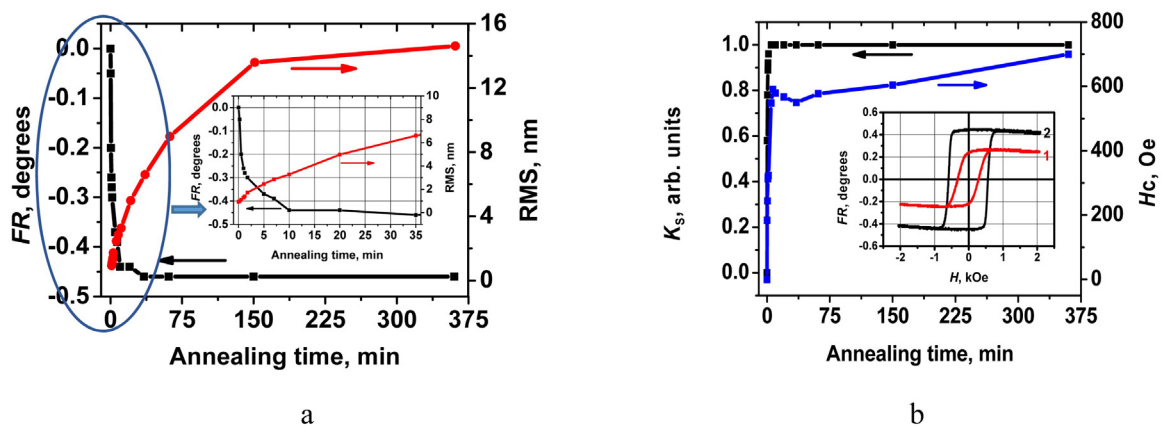 FR, degrees
0.0
-0.1
-0.2
-0.3
-0.4
-0.5
0 75 150 225 300 375
Annealing time, min
16
12
8
4
0
RMS, nm
FR, degrees
0.0
-0.1
-0.2
-0.3
-0.4
-0.5
0 5 10 15 20 25 30 35
Annealing time, min
10
8
6
4
2
0
RMS, nm
a
KS, arb. units
1.0
0.8
0.6
0.4
0.2
0.0
0 75 150 225 300 375
Annealing time, min
800
600
400
200
0
Hc, Oe
FR, degrees
0.6
0.4
0.2
0.0
-0.2
-0.4
-0.6
-2 -1 0 1 2
H, kOe
2
1
b